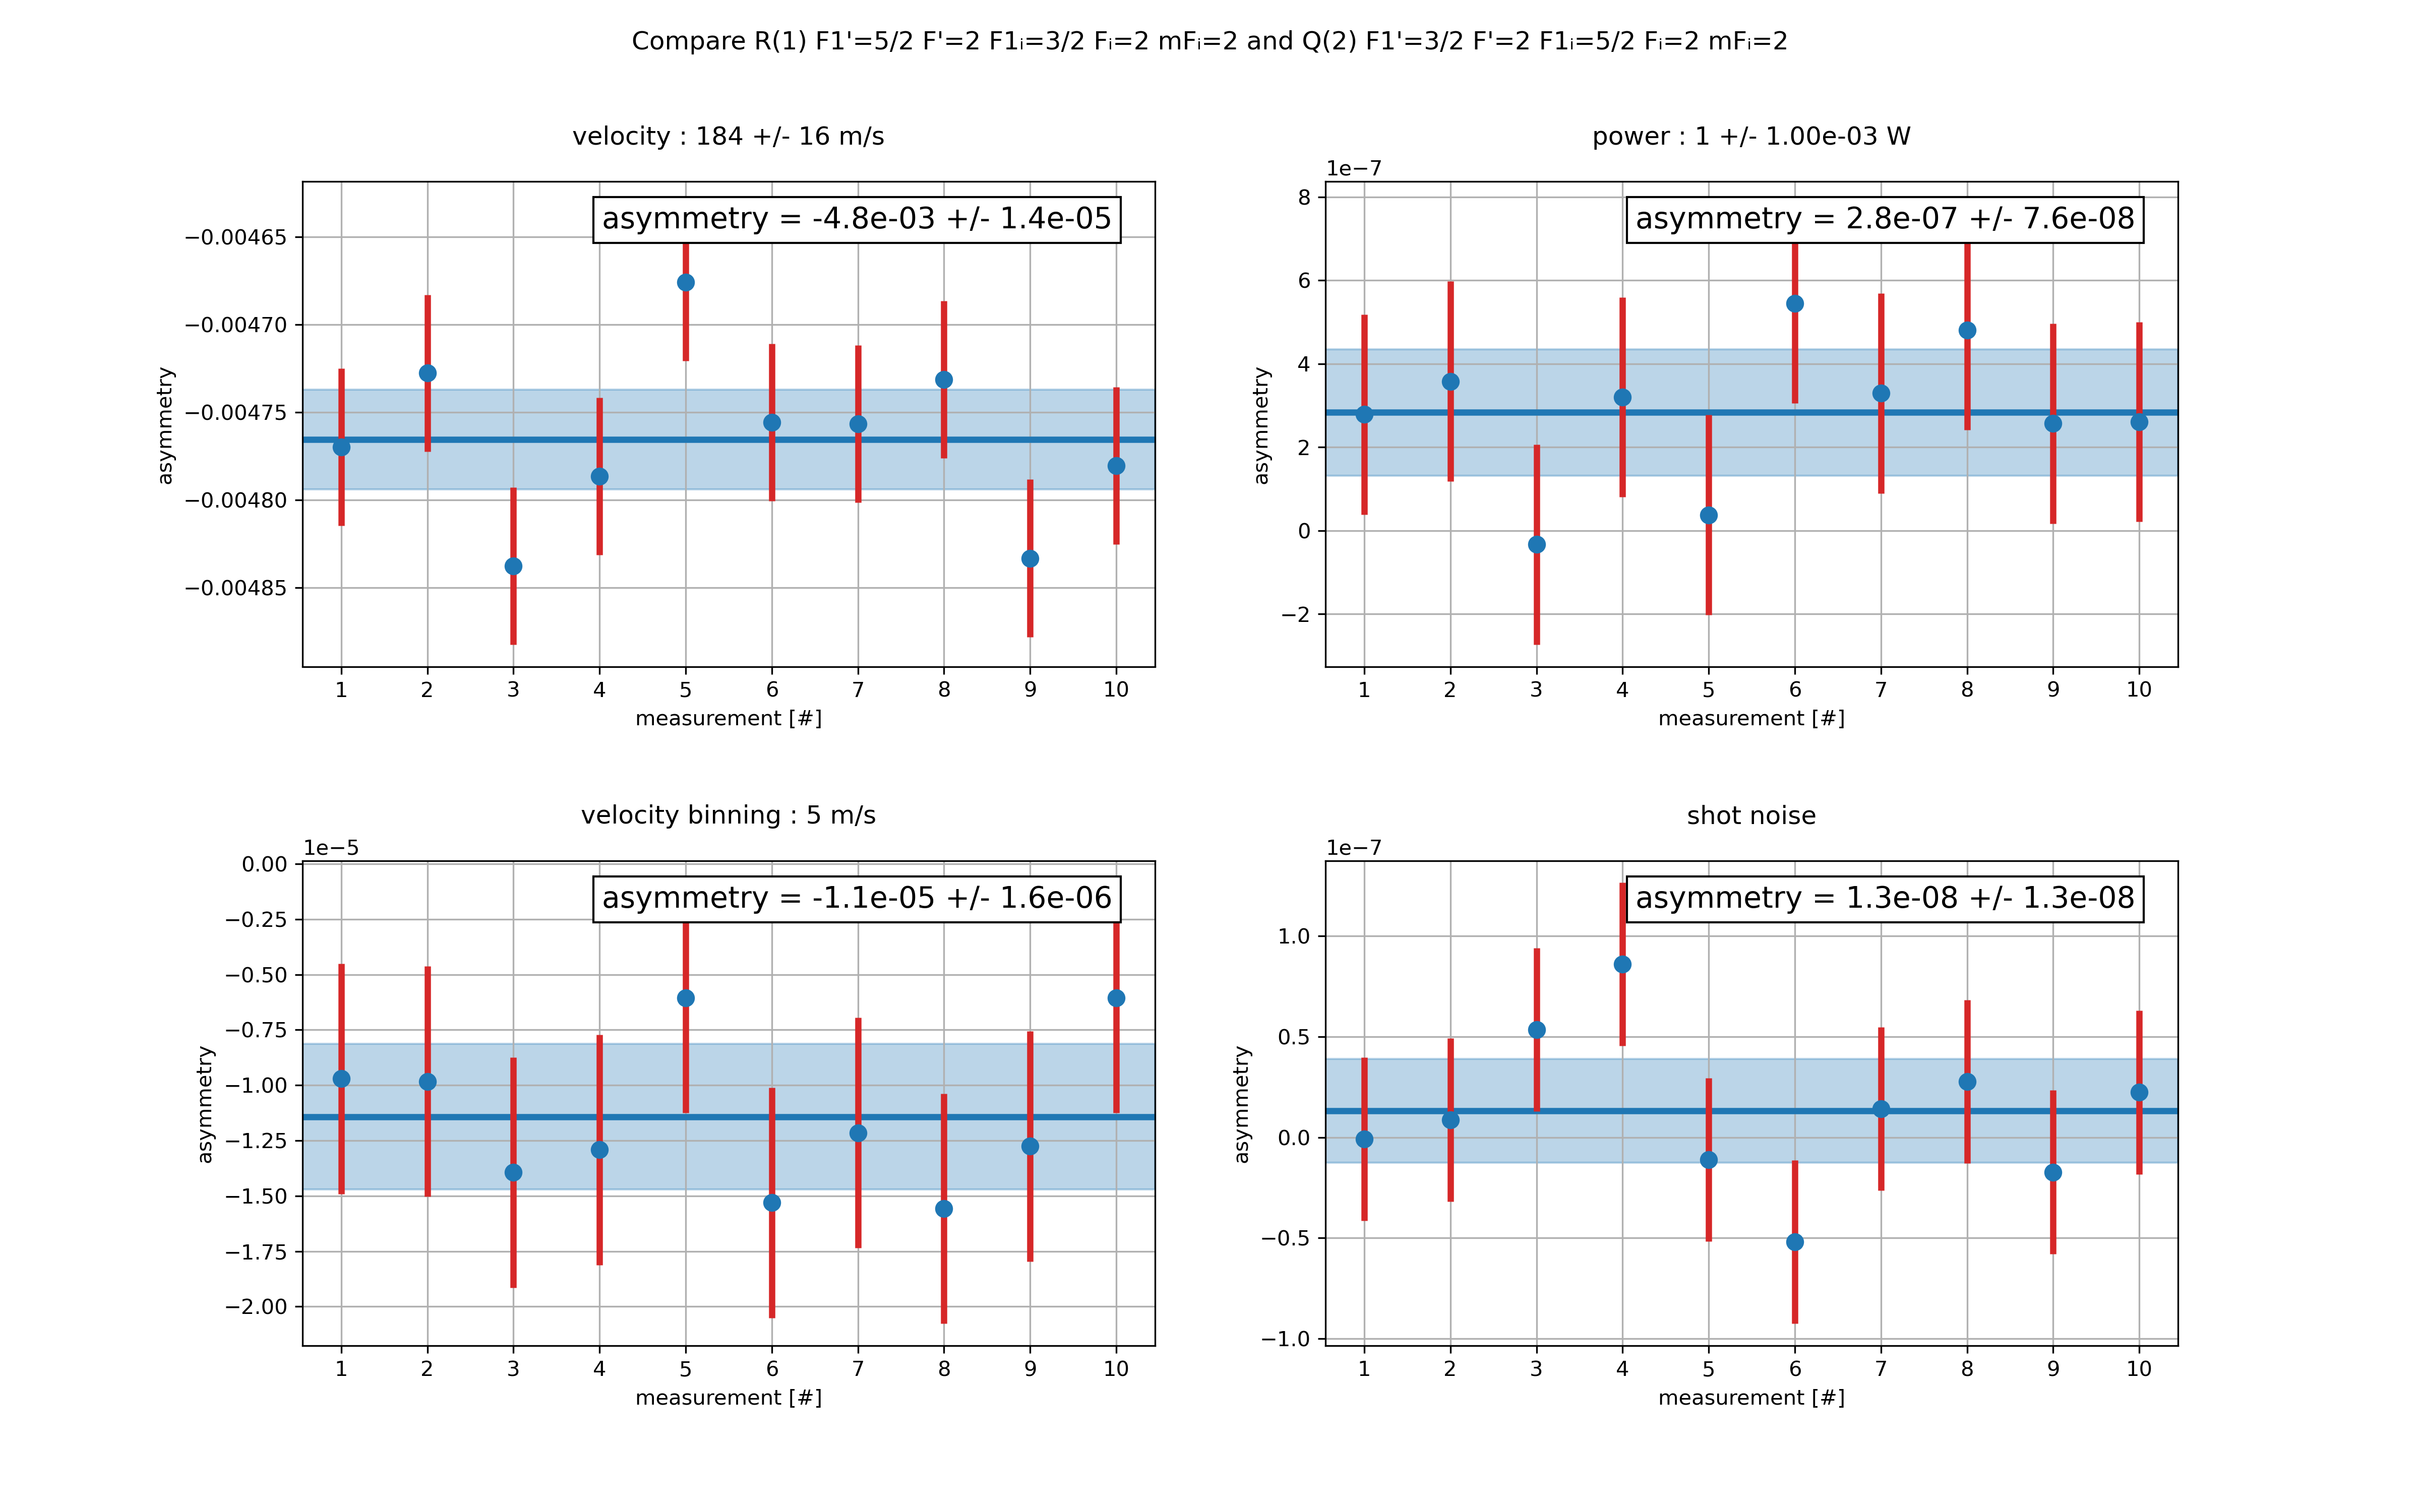 Compare R(1) F1'=5/2 F'=2 F1ᵢ=3/2 Fᵢ=2 mFᵢ=2 and Q(2) F1'=3/2 F'=2 F1ᵢ=5/2 Fᵢ=2 mFᵢ=2
velocity : 184 +/- 16 m/s
asymmetry = -4.8e-03 +/- 1.4e-05
−0.00465
−0.00470
−0.00475
−0.00480
−0.00485
asymmetry
1 2 3 4 5 6 7 8 9 10
measurement [#]
power : 1 +/- 1.00e-03 W
1e−7
asymmetry = 2.8e-07 +/- 7.6e-08
8
6
4
2
0
−2
asymmetry
1 2 3 4 5 6 7 8 9 10
measurement [#]
velocity binning : 5 m/s
1e−5
asymmetry = -1.1e-05 +/- 1.6e-06
0.00
−0.25
−0.50
−0.75
−1.00
−1.25
−1.50
−1.75
−2.00
asymmetry
1 2 3 4 5 6 7 8 9 10
measurement [#]
shot noise
1e−7
asymmetry = 1.3e-08 +/- 1.3e-08
1.0
0.5
0.0
−0.5
−1.0
asymmetry
1 2 3 4 5 6 7 8 9 10
measurement [#]